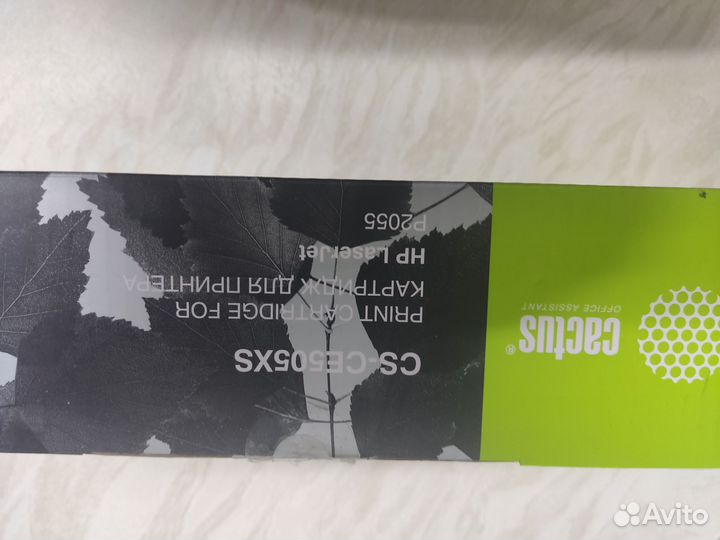 cactus®
OFFICE ASSISTANT
CS-CE505XS
PRINT CARTRIDGE FOR
КАРТРИДЖ ДЛЯ ПРИНТЕРА
HP LaserJet
P2055
Avito